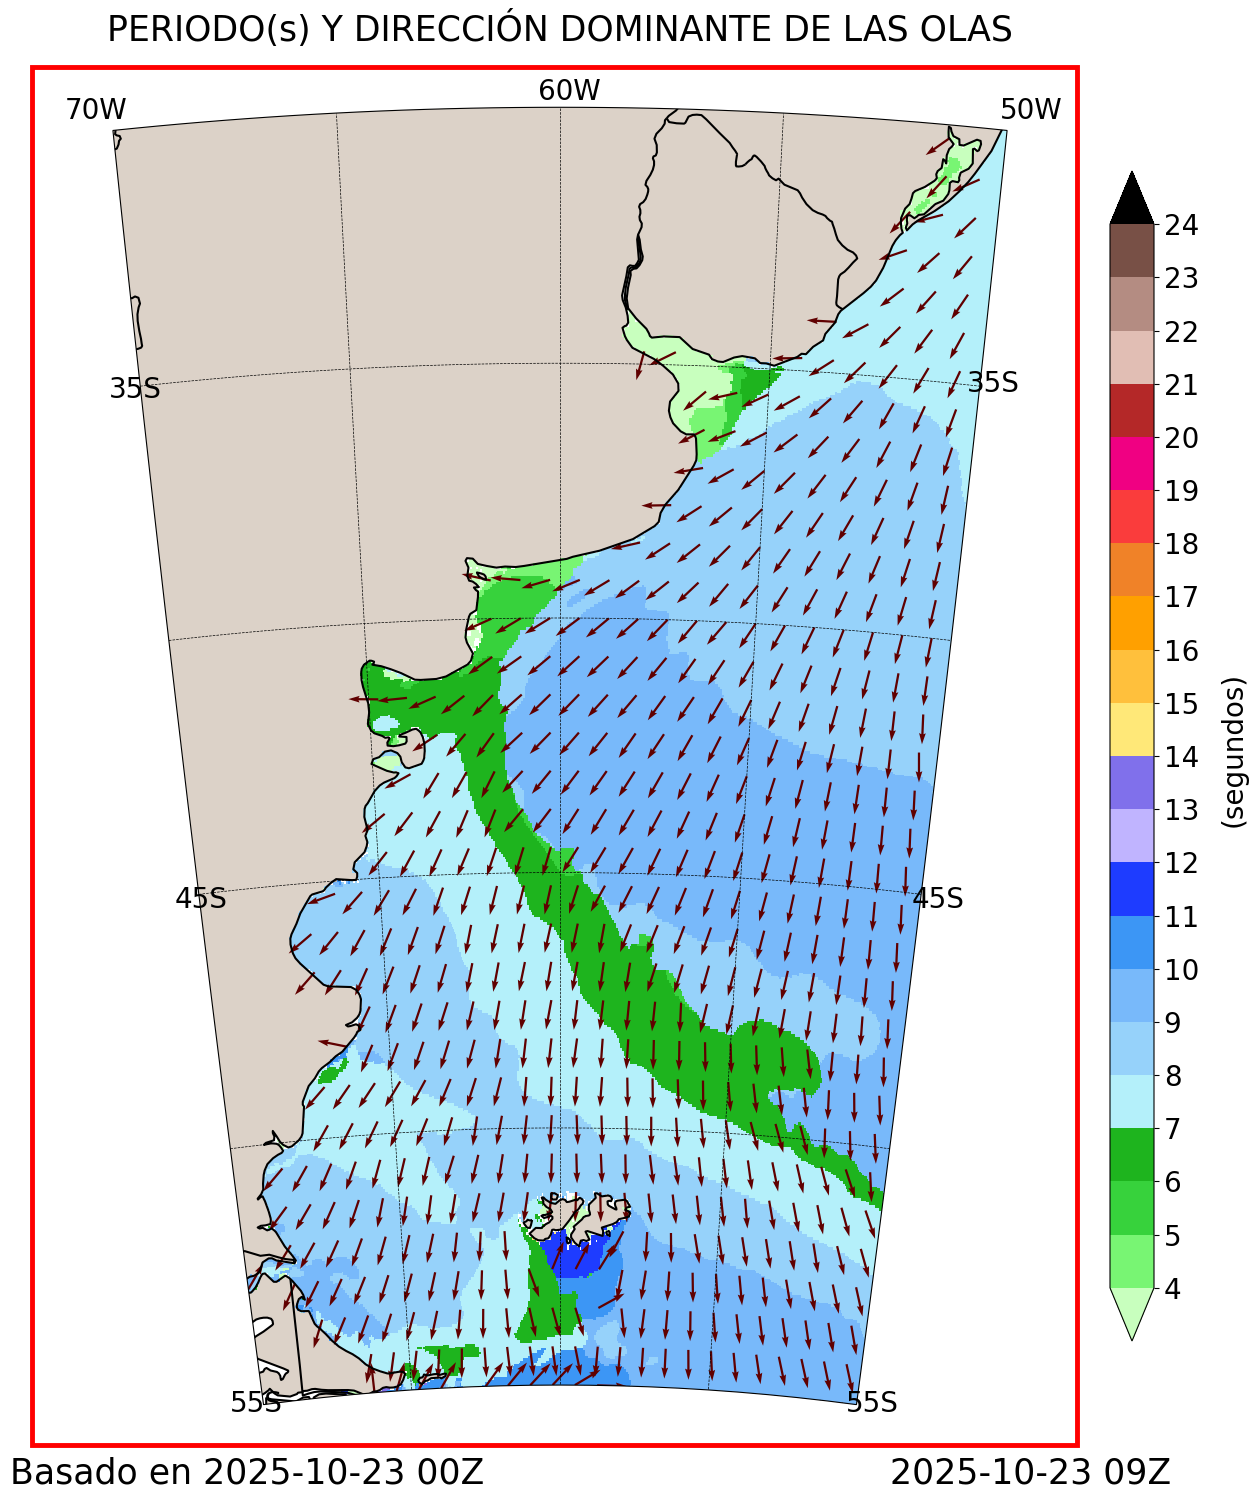 PERIODO(s) Y DIRECCIÓN DOMINANTE DE LAS OLAS
70W
60W
50W
35S
35S
45S
45S
55S
55S
24
23
22
21
20
19
18
17
16
15
14
13
12
11
10
9
8
7
6
5
4
(segundos)
Basado en 2025-10-23 00Z
2025-10-23 09Z